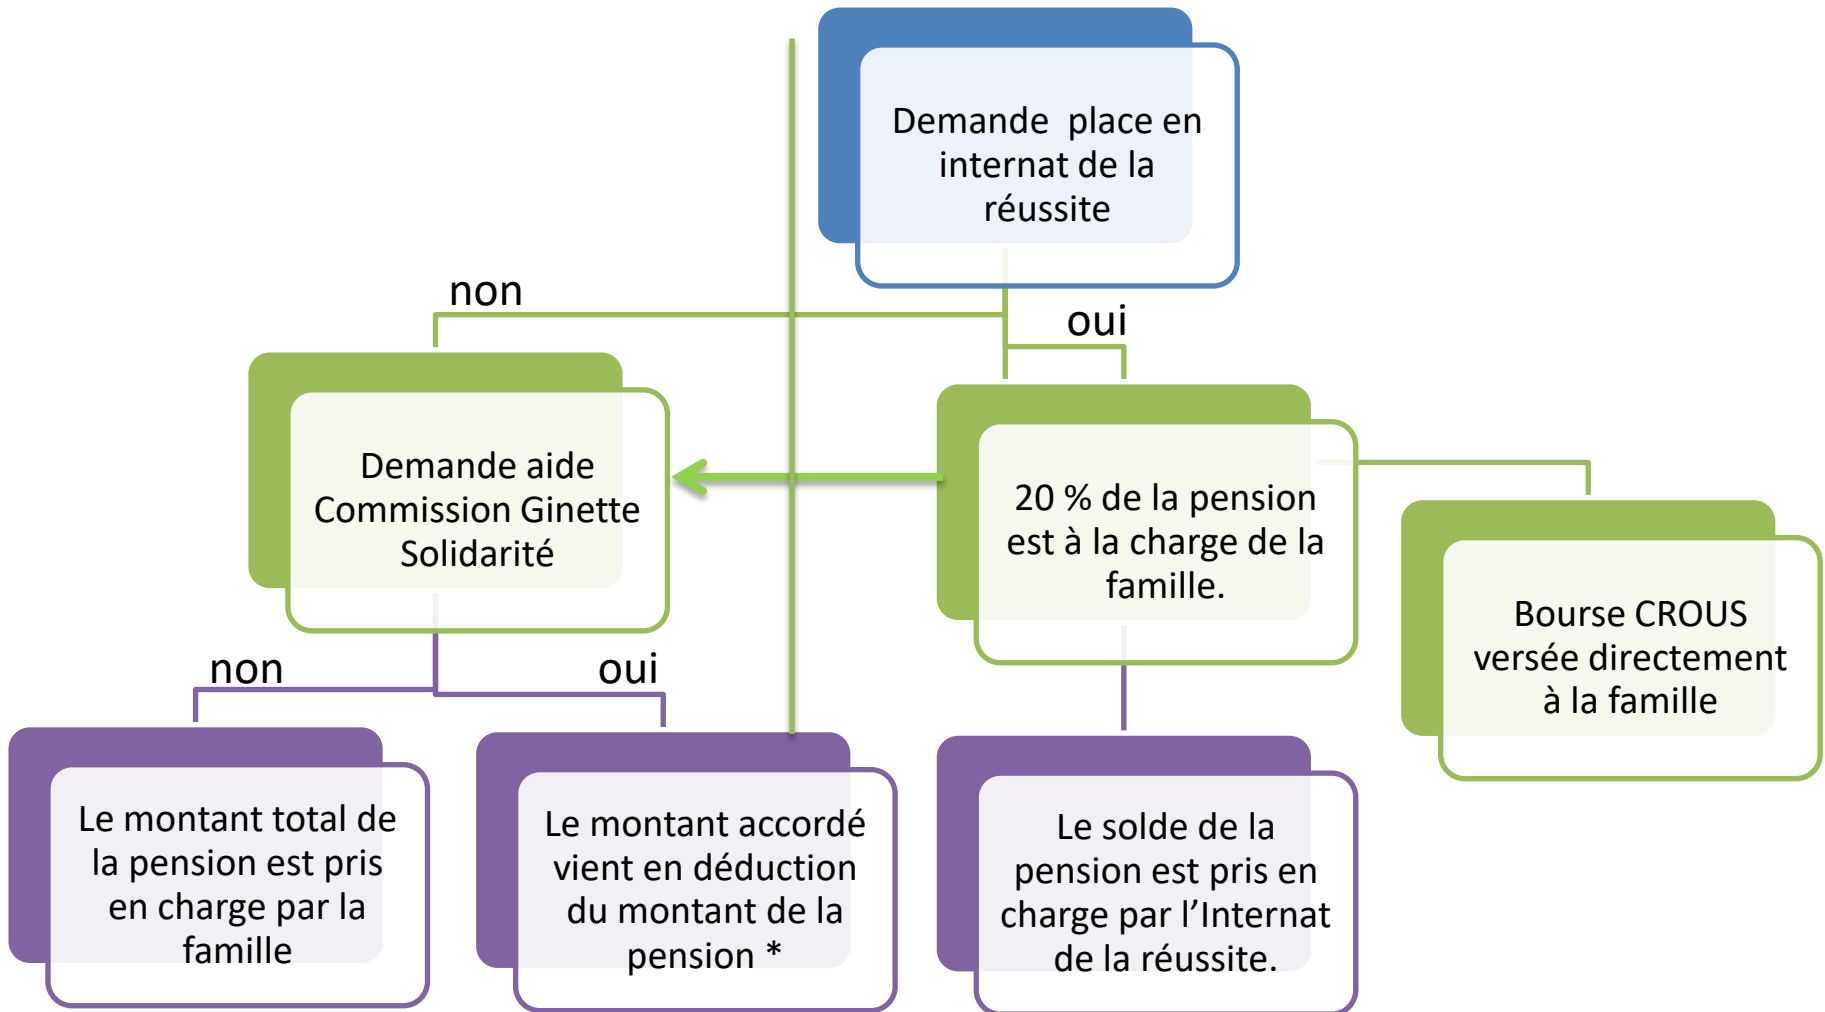 Demande  place en
internat de la
réussite
non
oui
Demande aide
Commission Ginette
Solidarité
20 % de la pension
est à la charge de la
famille.
Bourse CROUS
versée directement
à la famille
non
oui
Le montant total de
la pension est pris
en charge par la
famille
Le montant accordé
vient en déduction
du montant de la
pension *
Le solde de la
pension est pris en
charge par l’Internat
de la réussite.